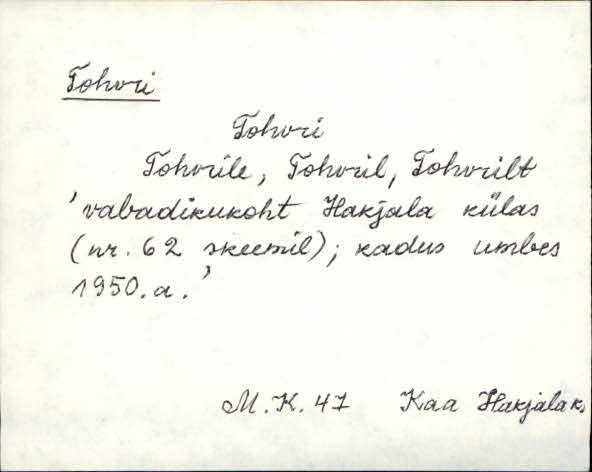 Tohvri
Tohvri
Tohvrile, Tohvril, Tohvrilt
'vabadikukoht Hakjala külas
(nr. 62 skeemil); kadus umbes
1950.a.'
M.K. 47 Kaa Hakjala k